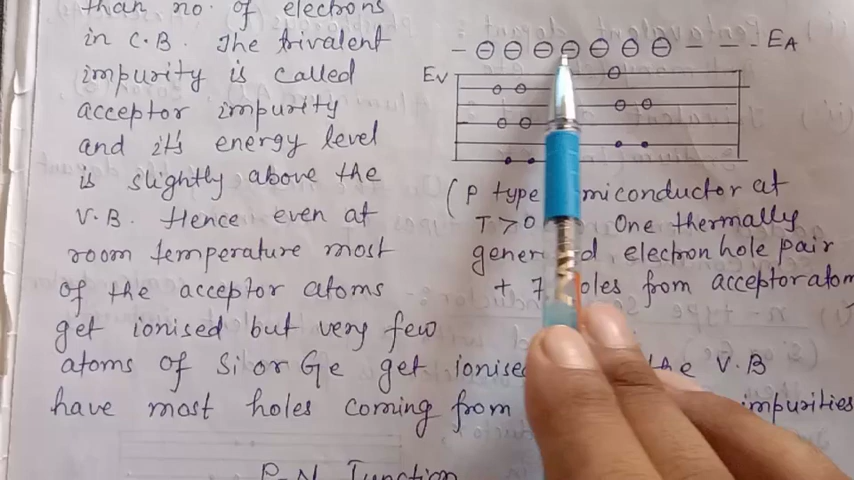 than no. of electrons
in C.B. The trivalent
impurity is called
acceptor impurity
and it's energy level
is slightly above the
V.B. Hence even at
room temperature most
of the acceptor atoms
get ionised but very few
atoms of Si or Ge get ionised the V.B
have most holes coming from impurities
- ⊖ ⊖ ⊖ ⊖ ⊖ ⊖ ⊖ - - - EA
EV
(P type miconductor at
T > 0 One thermally
gener d electron hole pair
+ 7 oles from acceptor atom
P-N Junction